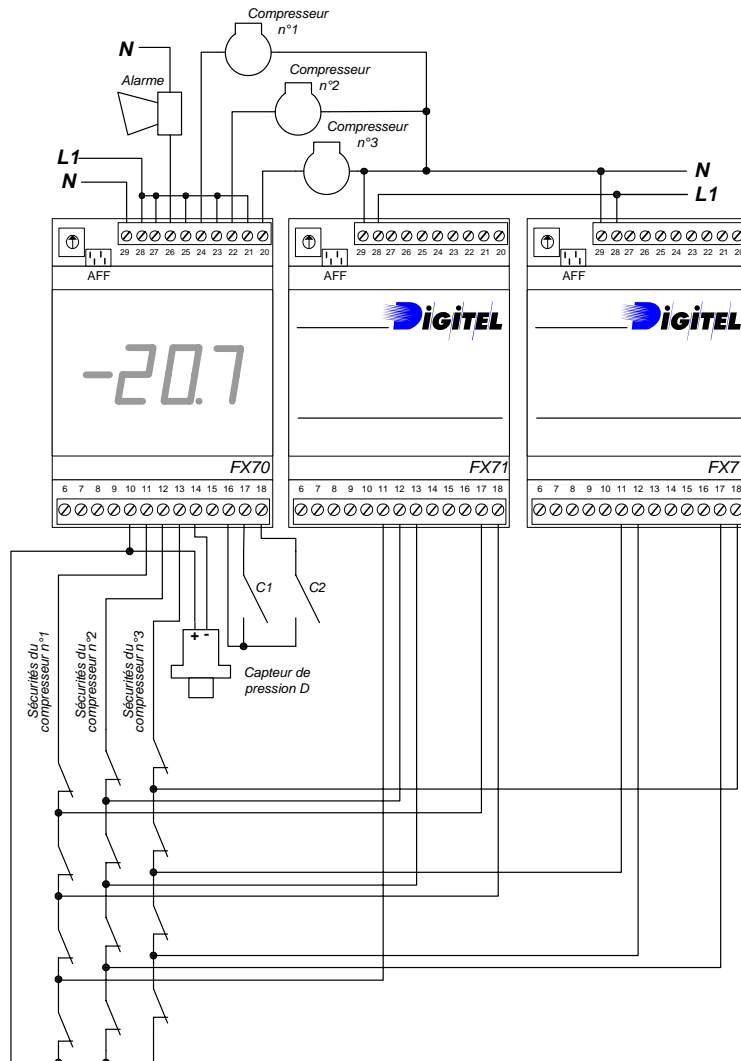 Compresseur
n°1
N
Alarme
Compresseur
n°2
Compresseur
n°3
L1
N
N
L1
29 28 27 26 25 24 23 22 21 20
29 28 27 26 25 24 23 22 21 20
29 28 27 26 25 24 23 22 21 20
AFF
AFF
AFF
DIGITEL
DIGITEL
-20.7
FX70
FX71
FX7
6 7 8 9 10 11 12 13 14 15 16 17 18
6 7 8 9 10 11 12 13 14 15 16 17 18
6 7 8 9 10 11 12 13 14 15 16 17 18
C1
C2
+ -
Sécurités du
compresseur n°1
Sécurités du
compresseur n°2
Sécurités du
compresseur n°3
Capteur de
pression D